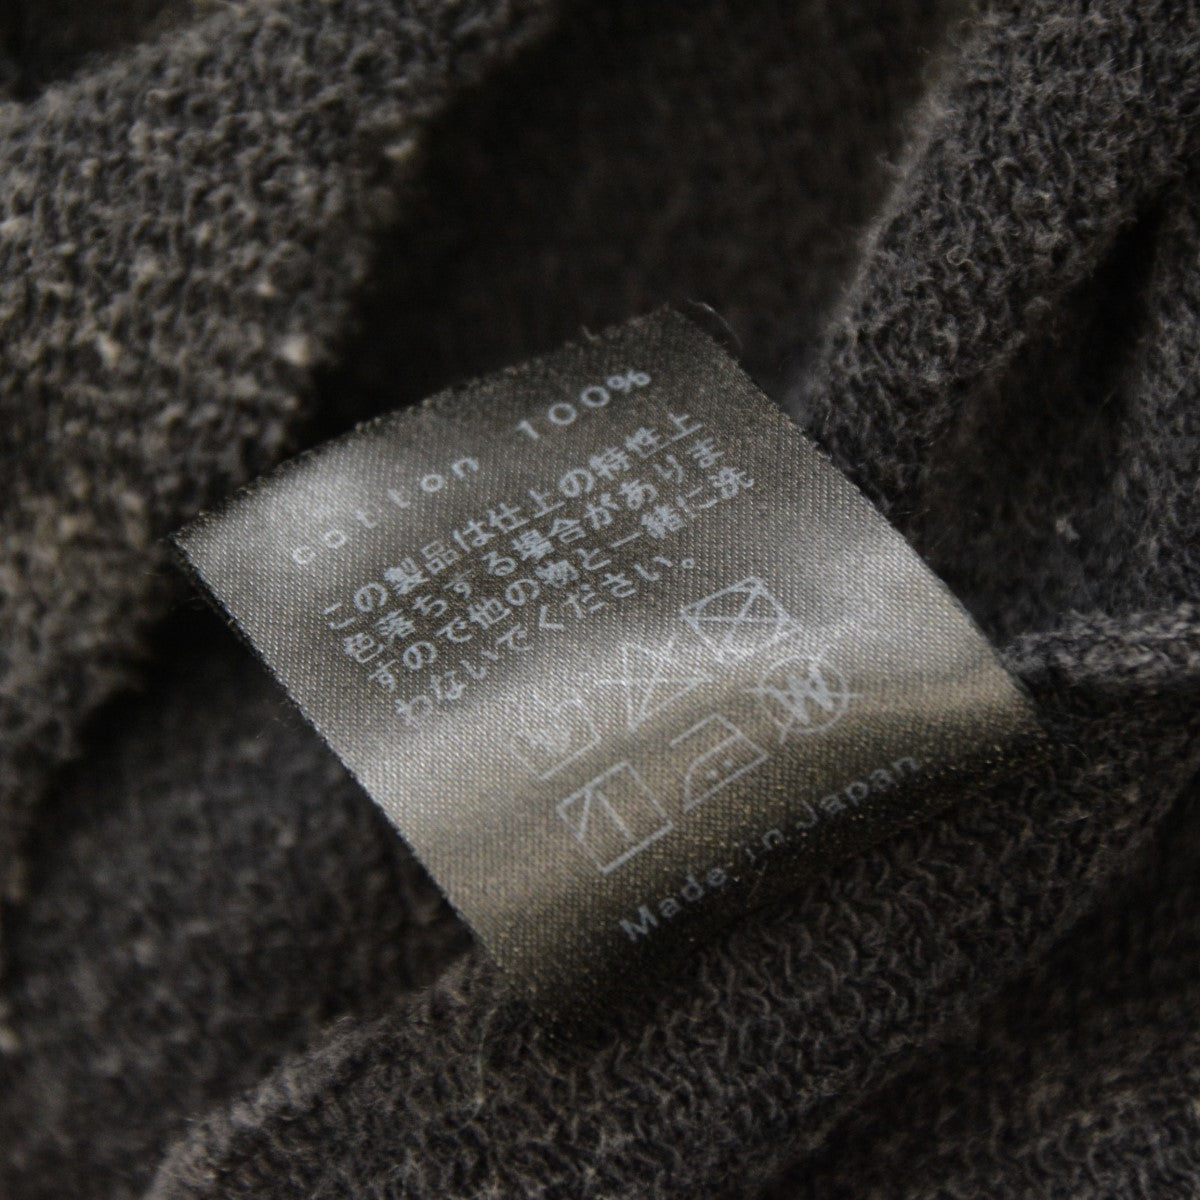 cotton 100%
この製品は仕上の特性上
色落ちする場合がありま
すので他の物と一緒に洗
わないでください。
Made in Japan